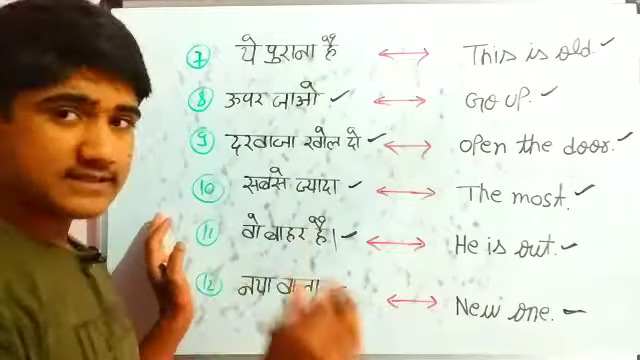 7 ये पुराना है ↔ This is old. ✓
8 ऊपर जाओ ✓ ↔ Go up. ✓
9 दरवाजा खोल दो ✓ ↔ open the door. ✓
10 सबसे ज्यादा ✓ ↔ The most. ✓
11 वो बाहर है। ✓ ↔ He is out. ✓
12 नया वाला ↔ New one.